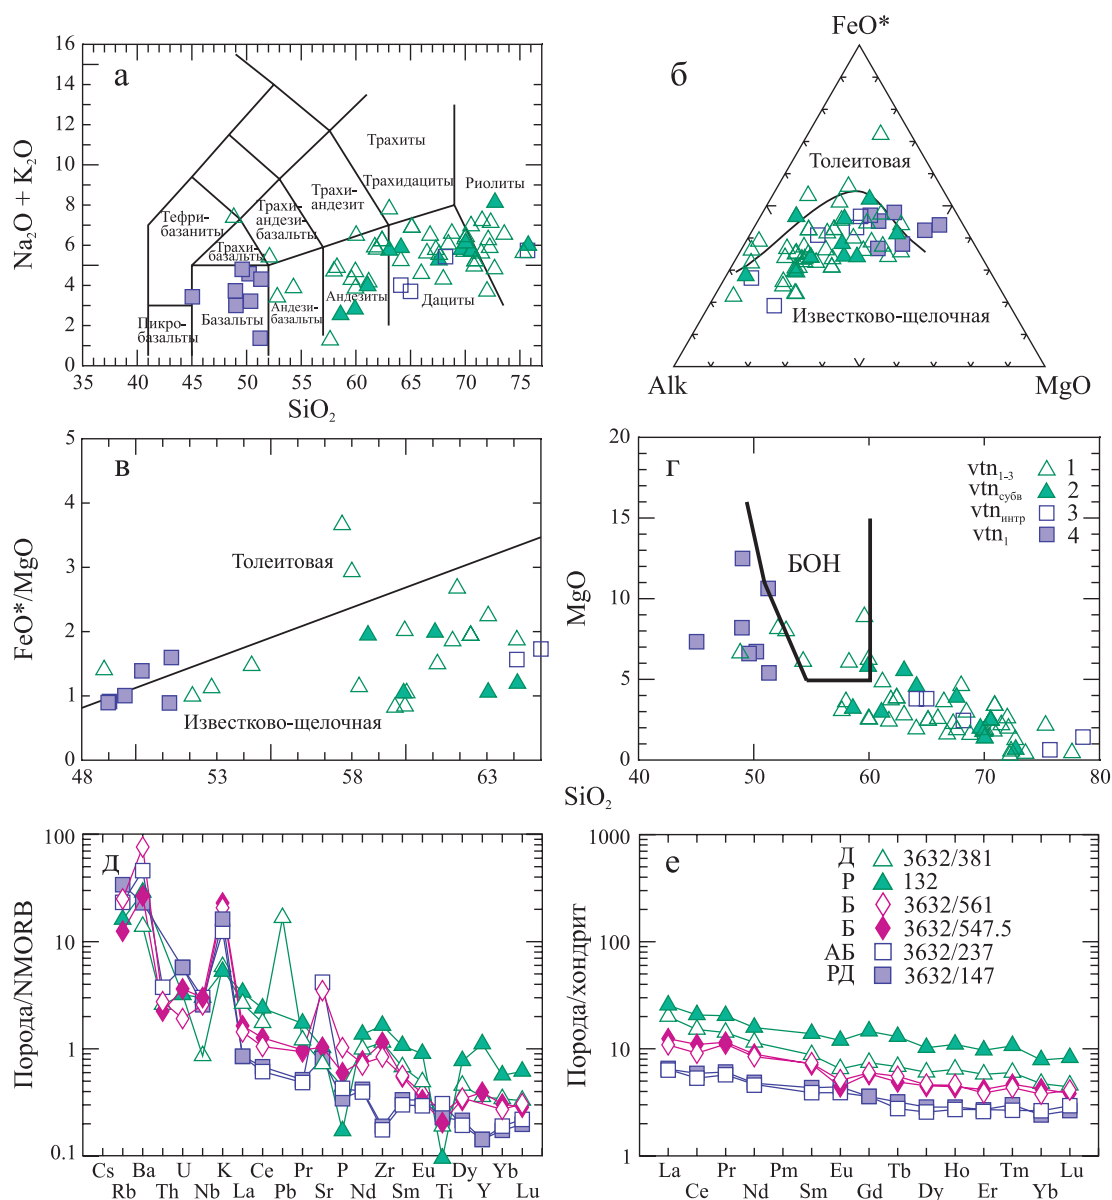 а
16
14
12
10
8
6
4
2
0
Na₂O + K₂O
Трахиты
Трахи-
андезит
Трахидациты
Риолиты
Тефри-
базаниты
Трахи-
андези-
базальты
Трахи-
базальты
Пикро-
базальты
Базальты
Андези-
базальты
Андезиты
Дациты
35 40 45 50 55 60 65 70 75
SiO₂
б
FeO*
Толеитовая
Известково-щелочная
Alk
MgO
в
5
4
3
2
1
0
FeO*/MgO
Толеитовая
Известково-щелочная
48 53 58 63
г
20
15
10
5
0
MgO
БОН
vtn₁₋₃ 1
vtnсубв 2
vtnинтр 3
vtn₁ 4
40 50 60 70 80
SiO₂
д
100
10
1
0.1
Порода/NMORB
Cs Ba U K Ce Pr P Zr Eu Dy Yb
Rb Th Nb La Pb Sr Nd Sm Ti Y Lu
е
1000
100
10
1
Порода/хондрит
Д 3632/381
Р 132
Б 3632/561
Б 3632/547.5
АБ 3632/237
РД 3632/147
La Pr Pm Eu Tb Ho Tm Lu
Ce Nd Sm Gd Dy Er Yb